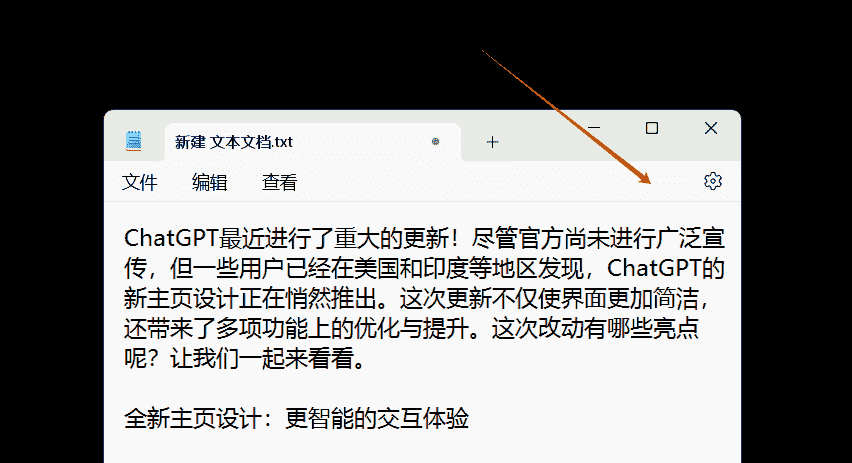 新建 文本文档.txt
文件 编辑 查看
ChatGPT最近进行了重大的更新！尽管官方尚未进行广泛宣
传，但一些用户已经在美国和印度等地区发现，ChatGPT的
新主页设计正在悄然推出。这次更新不仅使界面更加简洁，
还带来了多项功能上的优化与提升。这次改动有哪些亮点
呢？让我们一起来看看。
全新主页设计：更智能的交互体验